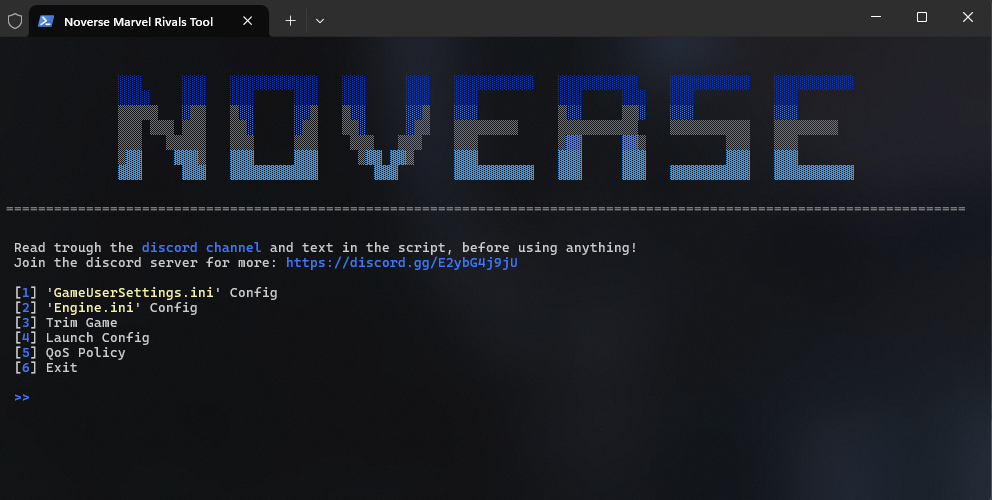 Noverse Marvel Rivals Tool
NOVERSE
========================================================================================================================
Read trough the discord channel and text in the script, before using anything!
Join the discord server for more: https://discord.gg/E2ybG4j9jU
[1] 'GameUserSettings.ini' Config
[2] 'Engine.ini' Config
[3] Trim Game
[4] Launch Config
[5] QoS Policy
[6] Exit
>>